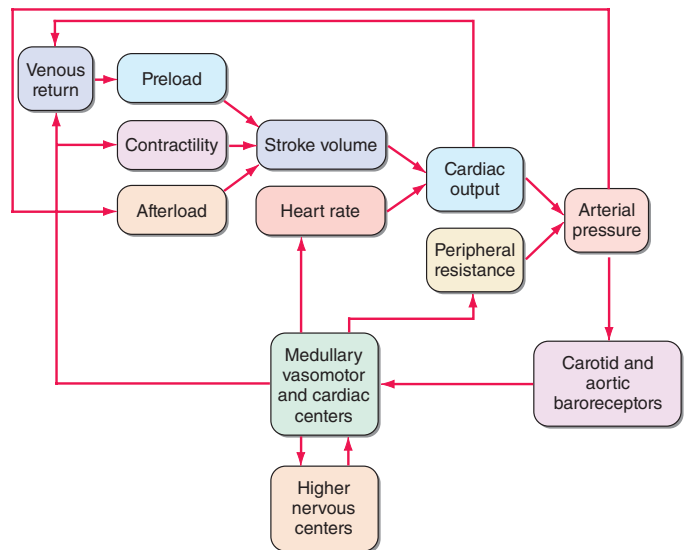 Venous
return
Preload
Contractility
Afterload
Stroke volume
Heart rate
Cardiac
output
Peripheral
resistance
Arterial
pressure
Medullary
vasomotor
and cardiac
centers
Carotid and
aortic
baroreceptors
Higher
nervous
centers